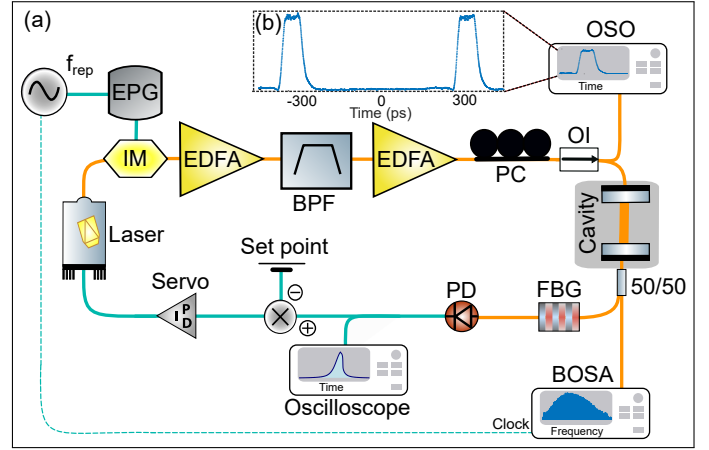 (a)
(b)
OSO
f_rep
EPG
Time
-300
0
300
Time (ps)
IM
EDFA
BPF
EDFA
PC
OI
Laser
Cavity
Set point
Servo
PD
FBG
50/50
I P D
Time
Oscilloscope
BOSA
Clock
Frequency